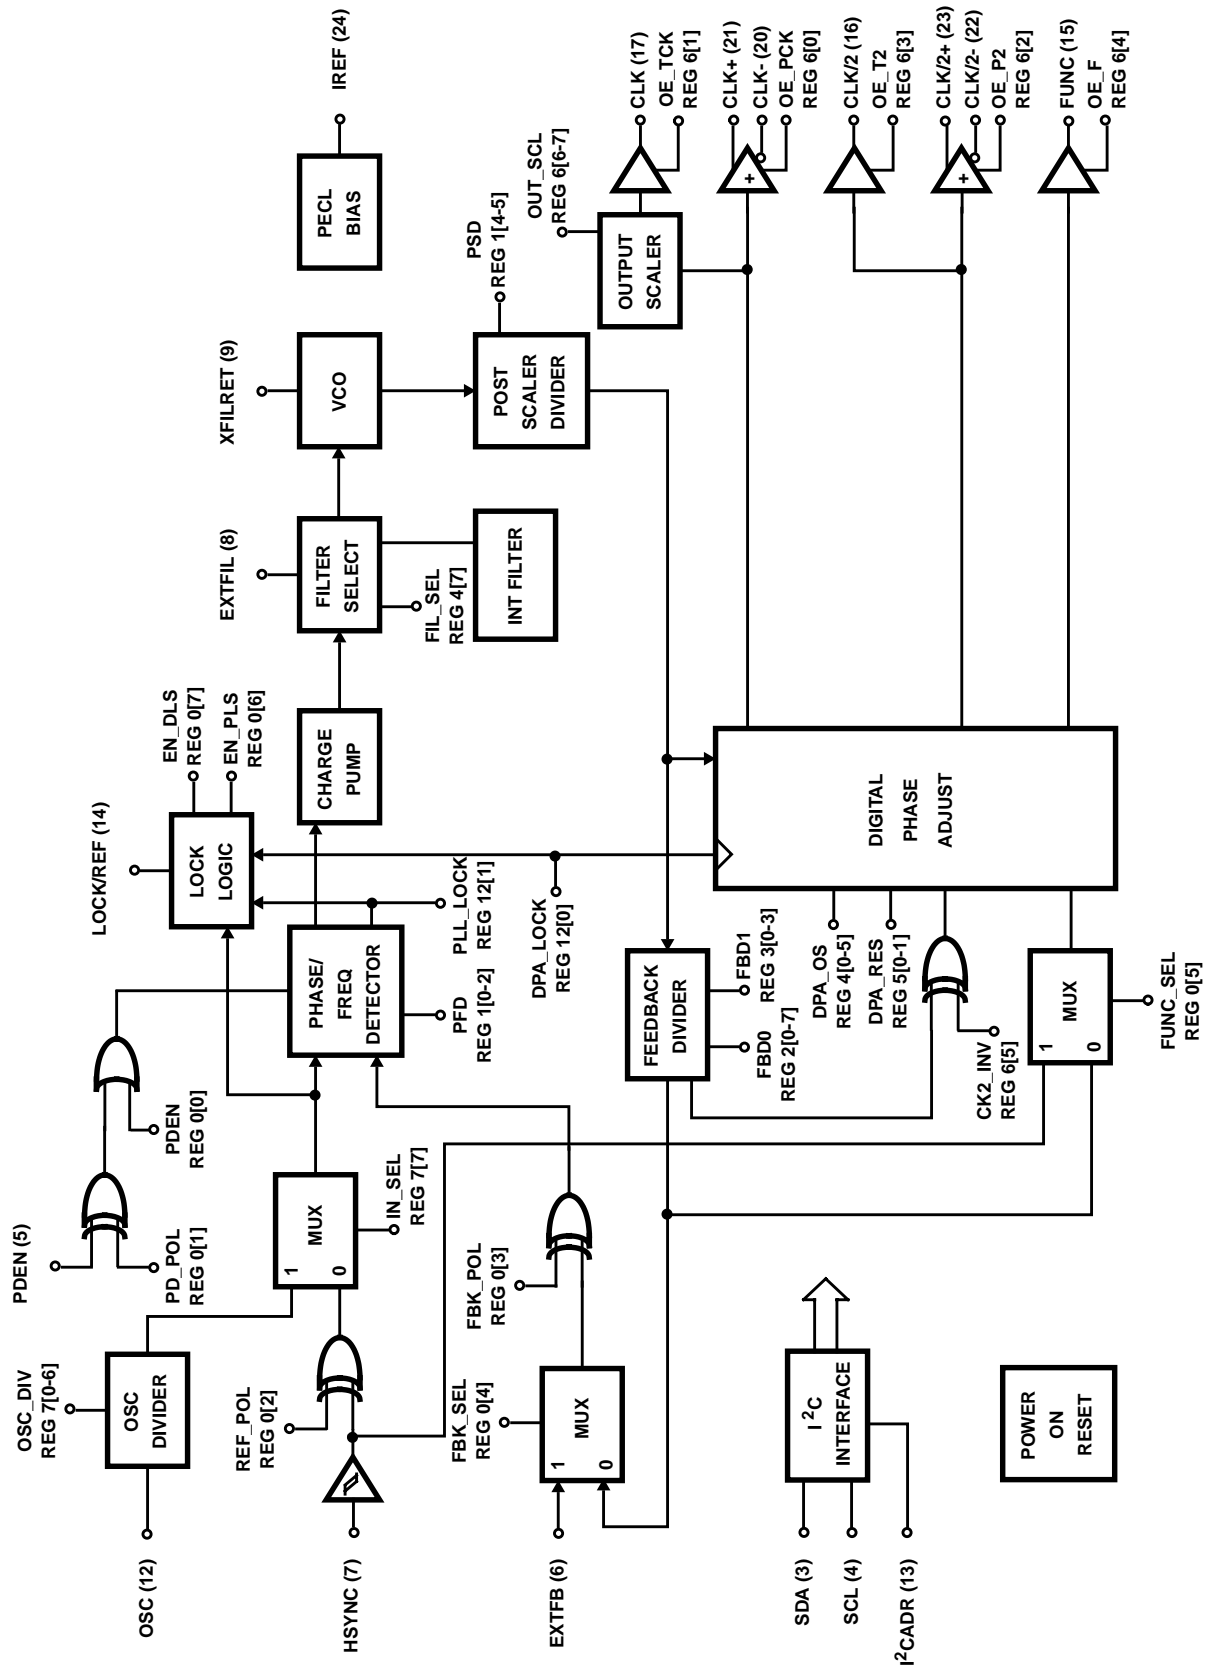 OSC (12)
OSC_DIV
REG 7[0-6]
OSC
DIVIDER
PDEN (5)
PD_POL
REG 0[1]
PDEN
REG 0[0]
LOCK/REF (14)
LOCK
LOGIC
EN_DLS
REG 0[7]
EN_PLS
REG 0[6]
HSYNC (7)
REF_POL
REG 0[2]
1
0
MUX
IN_SEL
REG 7[7]
PHASE/
FREQ
DETECTOR
PFD
REG 1[0-2]
PLL_LOCK
REG 12[1]
CHARGE
PUMP
EXTFIL (8)
FILTER
SELECT
FIL_SEL
REG 4[7]
INT FILTER
XFILRET (9)
VCO
PECL
BIAS
IREF (24)
POST
SCALER
DIVIDER
PSD
REG 1[4-5]
EXTFB (6)
FBK_SEL
REG 0[4]
1
0
MUX
FBK_POL
REG 0[3]
DPA_LOCK
REG 12[0]
FEEDBACK
DIVIDER
FBD0
REG 2[0-7]
FBD1
REG 3[0-3]
OUTPUT
SCALER
OUT_SCL
REG 6[6-7]
CLK (17)
OE_TCK
REG 6[1]
CLK+ (21)
CLK- (20)
OE_PCK
REG 6[0]
CLK/2 (16)
OE_T2
REG 6[3]
CLK/2+ (23)
CLK/2- (22)
OE_P2
REG 6[2]
FUNC (15)
OE_F
REG 6[4]
+
+
DIGITAL
PHASE
ADJUST
DPA_OS
REG 4[0-5]
DPA_RES
REG 5[0-1]
CK2_INV
REG 6[5]
1
0
MUX
FUNC_SEL
REG 0[5]
SDA (3)
SCL (4)
I²CADR (13)
I²C
INTERFACE
POWER
ON
RESET